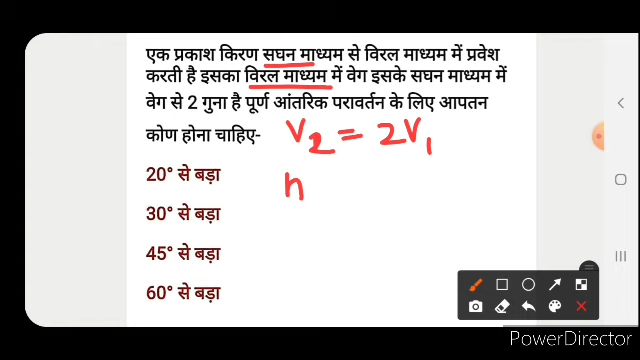 एक प्रकाश किरण सघन माध्यम से विरल माध्यम में प्रवेश
करती है इसका विरल माध्यम में वेग इसके सघन माध्यम में
वेग से 2 गुना है पूर्ण आंतरिक परावर्तन के लिए आपतन
कोण होना चाहिए- V₂ = 2V₁
20° से बड़ा n
30° से बड़ा
45° से बड़ा
60° से बड़ा
PowerDirector